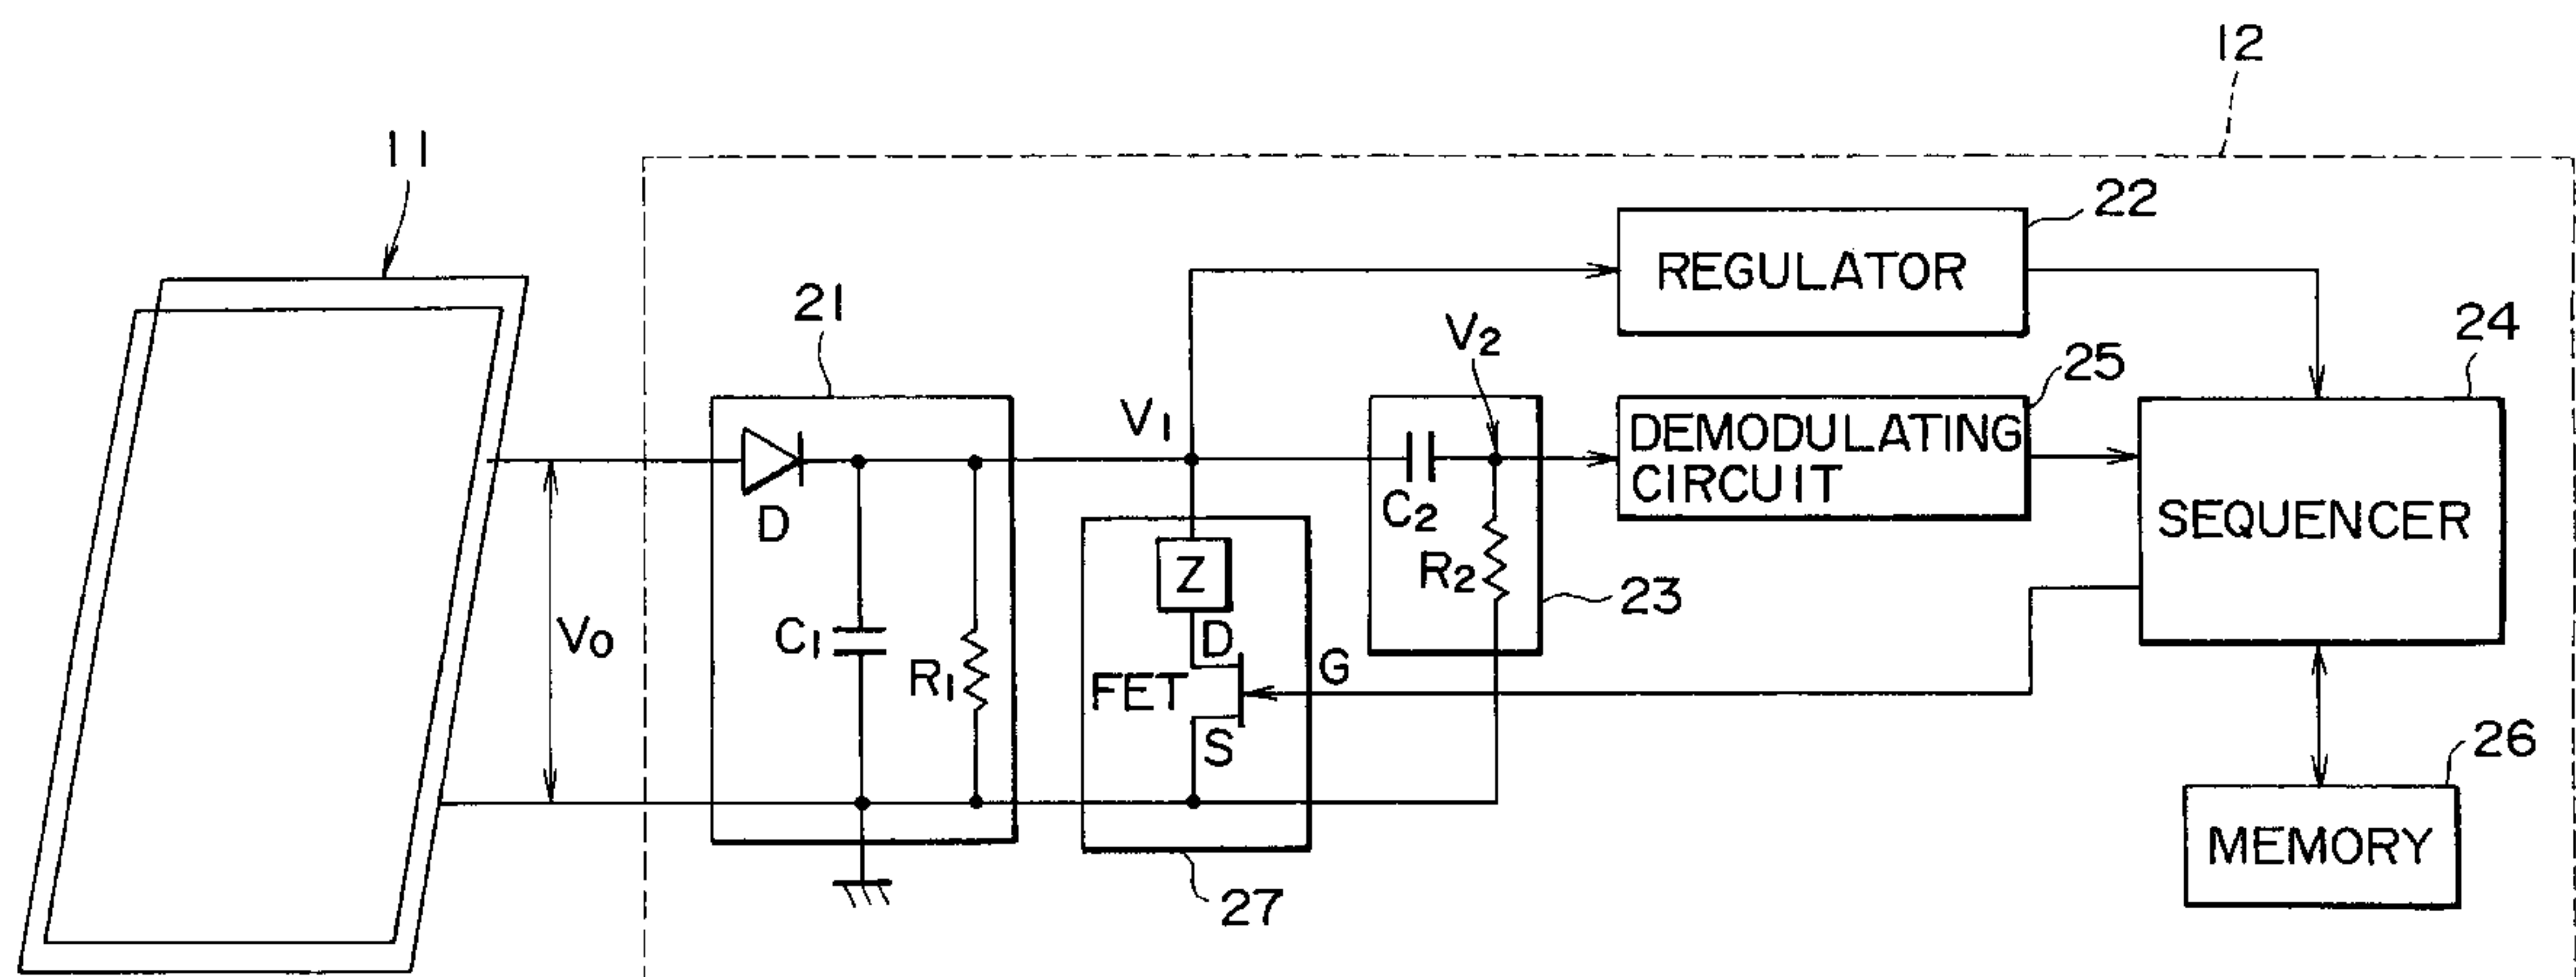 12
11
22
REGULATOR
21
24
V2
25
V1
DEMODULATING
CIRCUIT
D
C2
SEQUENCER
Z
R2
23
V0
C1
D
G
R1
FET
S
26
MEMORY
27